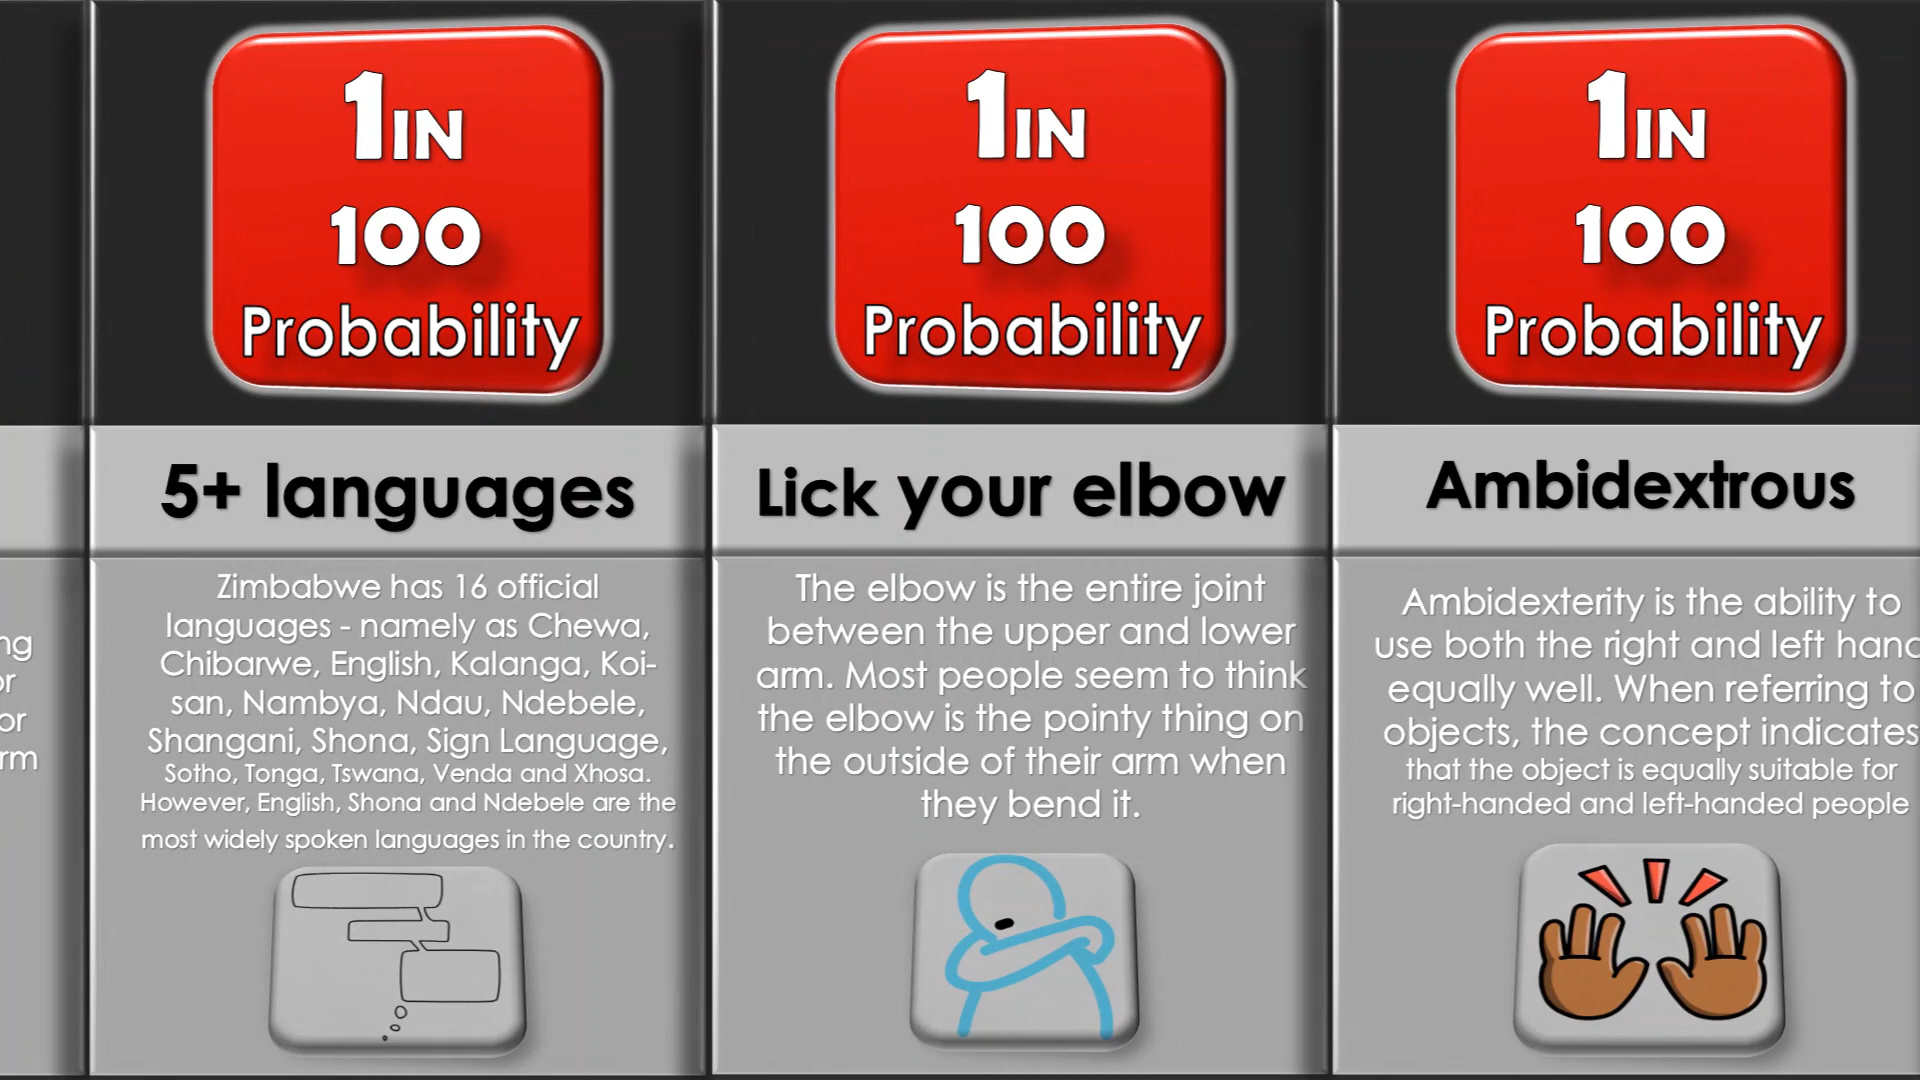 1 IN
100
Probability
5+ languages
Zimbabwe has 16 official
languages - namely as Chewa,
Chibarwe, English, Kalanga, Koi-
san, Nambya, Ndau, Ndebele,
Shangani, Shona, Sign Language,
Sotho, Tonga, Tswana, Venda and Xhosa.
However, English, Shona and Ndebele are the
most widely spoken languages in the country.
1 IN
100
Probability
Lick your elbow
The elbow is the entire joint
between the upper and lower
arm. Most people seem to think
the elbow is the pointy thing on
the outside of their arm when
they bend it.
1 IN
100
Probability
Ambidextrous
Ambidexterity is the ability to
use both the right and left hand
equally well. When referring to
objects, the concept indicates
that the object is equally suitable for
right-handed and left-handed people